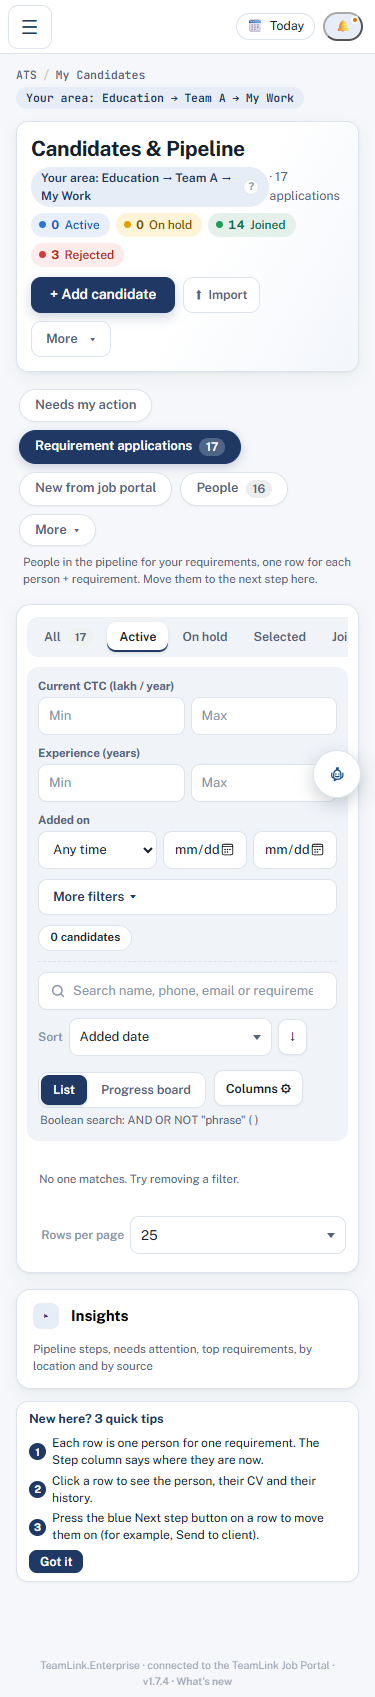 ☰
Today
ATS / My Candidates
Your area: Education → Team A → My Work
Candidates & Pipeline
Your area: Education → Team A →
My Work
?
· 17
applications
0 Active
0 On hold
14 Joined
3 Rejected
+ Add candidate
⬆ Import
More ▾
Needs my action
Requirement applications 17
New from job portal
People 16
More ▾
People in the pipeline for your requirements, one row for each
person + requirement. Move them to the next step here.
All 17
Active
On hold
Selected
Joi
Current CTC (lakh / year)
Min
Max
Experience (years)
Min
Max
Added on
Any time
mm/dd
mm/dd
More filters ▾
0 candidates
Search name, phone, email or requireme
Sort
Added date
↓
List
Progress board
Columns ⚙
Boolean search: AND OR NOT "phrase" ( )
No one matches. Try removing a filter.
Rows per page
25
Insights
Pipeline steps, needs attention, top requirements, by
location and by source
New here? 3 quick tips
1 Each row is one person for one requirement. The
Step column says where they are now.
2 Click a row to see the person, their CV and their
history.
3 Press the blue Next step button on a row to move
them on (for example, Send to client).
Got it
TeamLink.Enterprise · connected to the TeamLink Job Portal ·
v1.7.4 · What's new